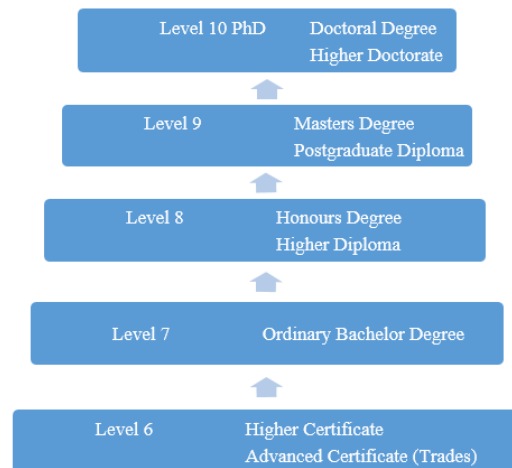 Level 10 PhD Doctoral Degree
Higher Doctorate
Level 9 Masters Degree
Postgraduate Diploma
Level 8 Honours Degree
Higher Diploma
Level 7 Ordinary Bachelor Degree
Level 6 Higher Certificate
Advanced Certificate (Trades)